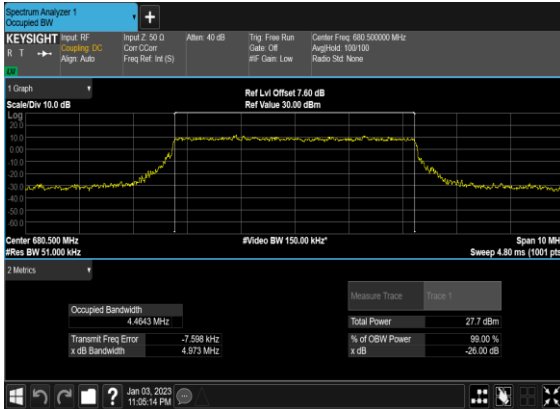 Spectrum Analyzer 1
Occupied BW
+
KEYSIGHT
R T
Input: RF
Coupling: DC
Align: Auto
Input Z: 50 Ω
Corr CCorr
Freq Ref: Int (S)
Atten: 40 dB
Trig: Free Run
Gate: Off
#IF Gain: Low
Center Freq: 680.500000 MHz
Avg|Hold: 100/100
Radio Std: None
1 Graph
Scale/Div 10.0 dB
Ref Lvl Offset 7.60 dB
Ref Value 30.00 dBm
Log
20.0
10.0
0.00
-10.0
-20.0
-30.0
-40.0
-50.0
-60.0
Center 680.500 MHz
#Res BW 51.000 kHz
#Video BW 150.00 kHz*
Span 10 MH
Sweep 4.80 ms (1001 pts
2 Metrics
Measure Trace
Trace 1
Occupied Bandwidth
4.4643 MHz
Total Power
27.7 dBm
Transmit Freq Error
-7.598 kHz
% of OBW Power
99.00 %
x dB Bandwidth
4.973 MHz
x dB
-26.00 dB
?
Jan 03, 2023
11:05:14 PM